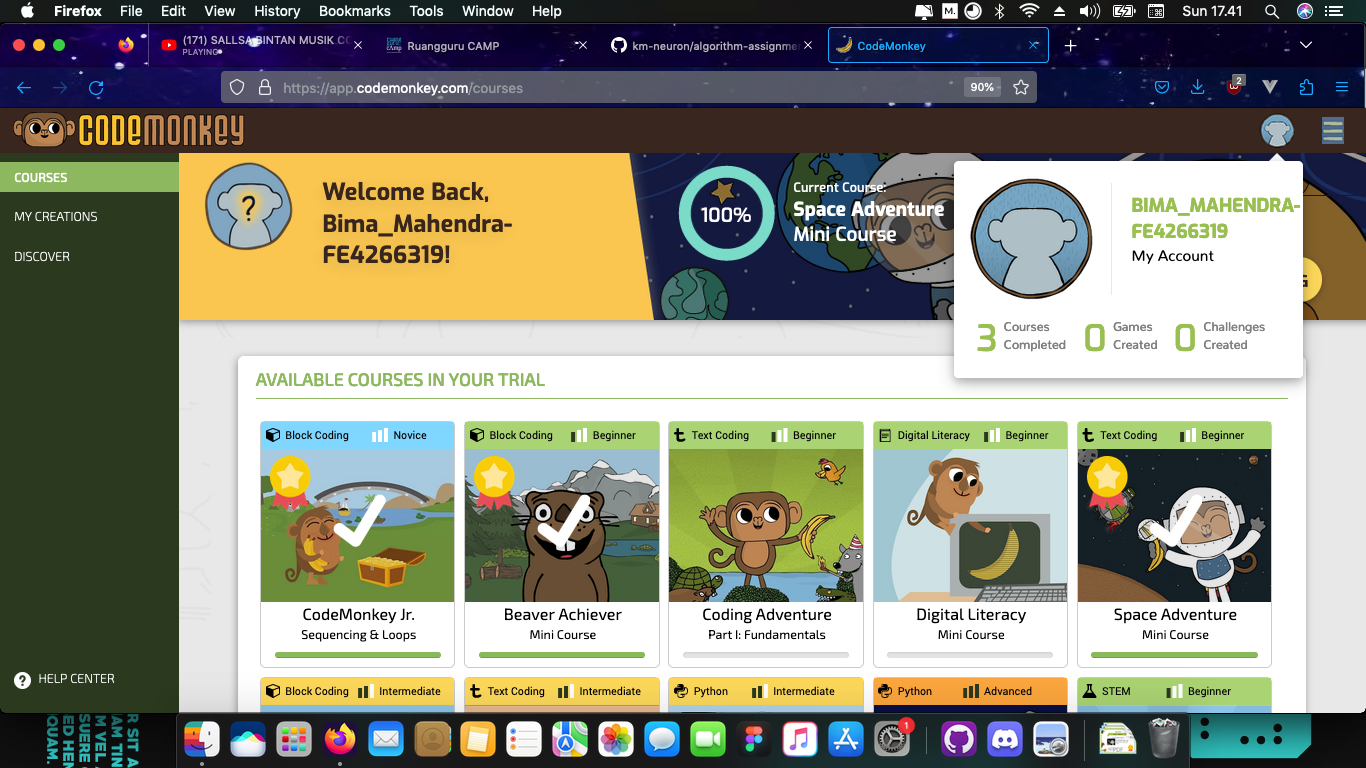 Firefox File Edit View History Bookmarks Tools Window Help M. Sun 17.41
(171) SALLSA BINTAN MUSIK CO
PLAYING
Ruangguru CAMP
km-neuron/algorithm-assignme
CodeMonkey
https://app.codemonkey.com/courses
90%
2
CODEMONKEY
COURSES
MY CREATIONS
DISCOVER
HELP CENTER
?
Welcome Back,
Bima_Mahendra-
FE4266319!
100%
Current Course:
Space Adventure
Mini Course
BIMA_MAHENDRA-
FE4266319
My Account
3 Courses Completed
0 Games Created
0 Challenges Created
AVAILABLE COURSES IN YOUR TRIAL
Block Coding Novice
CodeMonkey Jr.
Sequencing & Loops
Block Coding Beginner
Beaver Achiever
Mini Course
Text Coding Beginner
Coding Adventure
Part I: Fundamentals
Digital Literacy Beginner
Digital Literacy
Mini Course
Text Coding Beginner
Space Adventure
Mini Course
Block Coding Intermediate
Text Coding Intermediate
Python Intermediate
Python Advanced
STEM Beginner
1